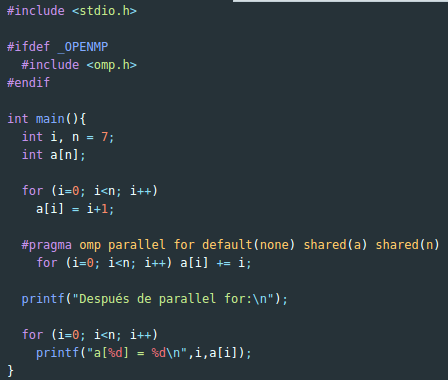 #include <stdio.h>
#ifdef _OPENMP
#include <omp.h>
#endif
int main(){
int i, n = 7;
int a[n];
for (i=0; i<n; i++)
a[i] = i+1;
#pragma omp parallel for default(none) shared(a) shared(n)
for (i=0; i<n; i++) a[i] += i;
printf("Después de parallel for:\n");
for (i=0; i<n; i++)
printf("a[%d] = %d\n",i,a[i]);
}